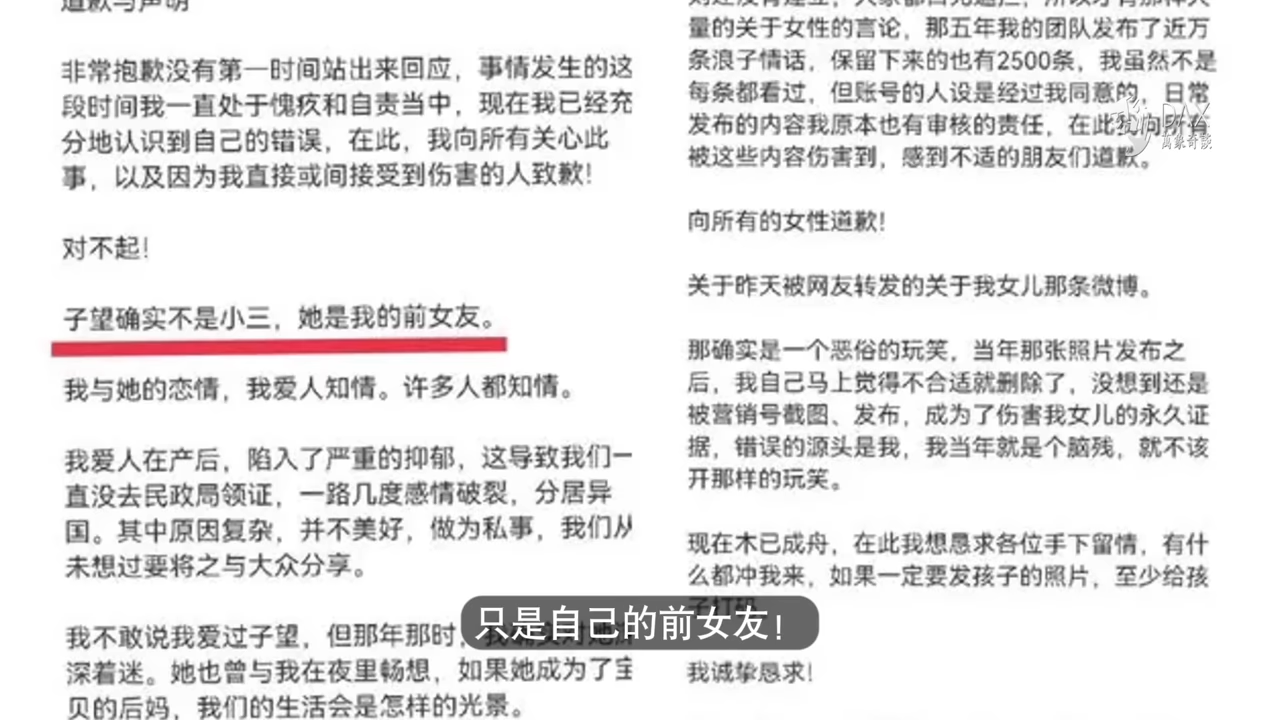 道歉与声明
非常抱歉没有第一时间站出来回应，事情发生的这
段时间我一直处于愧疚和自责当中，现在我已经充
分地认识到自己的错误，在此，我向所有关心此
事，以及因为我直接或间接受到伤害的人致歉！
对不起！
子望确实不是小三，她是我的前女友。
我与她的恋情，我爱人知情。许多人都知情。
我爱人在产后，陷入了严重的抑郁，这导致我们一
直没去民政局领证，一路几度感情破裂，分居异
国。其中原因复杂，并不美好，做为私事，我们从
未想过要将之与大众分享。
我不敢说我爱过子望，但那年那时，
深着迷。她也曾与我在夜里畅想，如果她成为了宝
贝的后妈，我们的生活会是怎样的光景。
量的关于女性的言论，那五年我的团队发布了近万
条浪子情话，保留下来的也有2500条，我虽然不是
每条都看过，但账号的人设是经过我同意的，日常
发布的内容我原本也有审核的责任，在此我向所有
被这些内容伤害到，感到不适的朋友们道歉。
向所有的女性道歉！
关于昨天被网友转发的关于我女儿那条微博。
那确实是一个恶俗的玩笑，当年那张照片发布之
后，我自己马上觉得不合适就删除了，没想到还是
被营销号截图、发布，成为了伤害我女儿的永久证
据，错误的源头是我，我当年就是个脑残，就不该
开那样的玩笑。
现在木已成舟，在此我想恳求各位手下留情，有什
么都冲我来，如果一定要发孩子的照片，至少给孩
子打码
我诚挚恳求！
DAX
萬象奇談
只是自己的前女友！